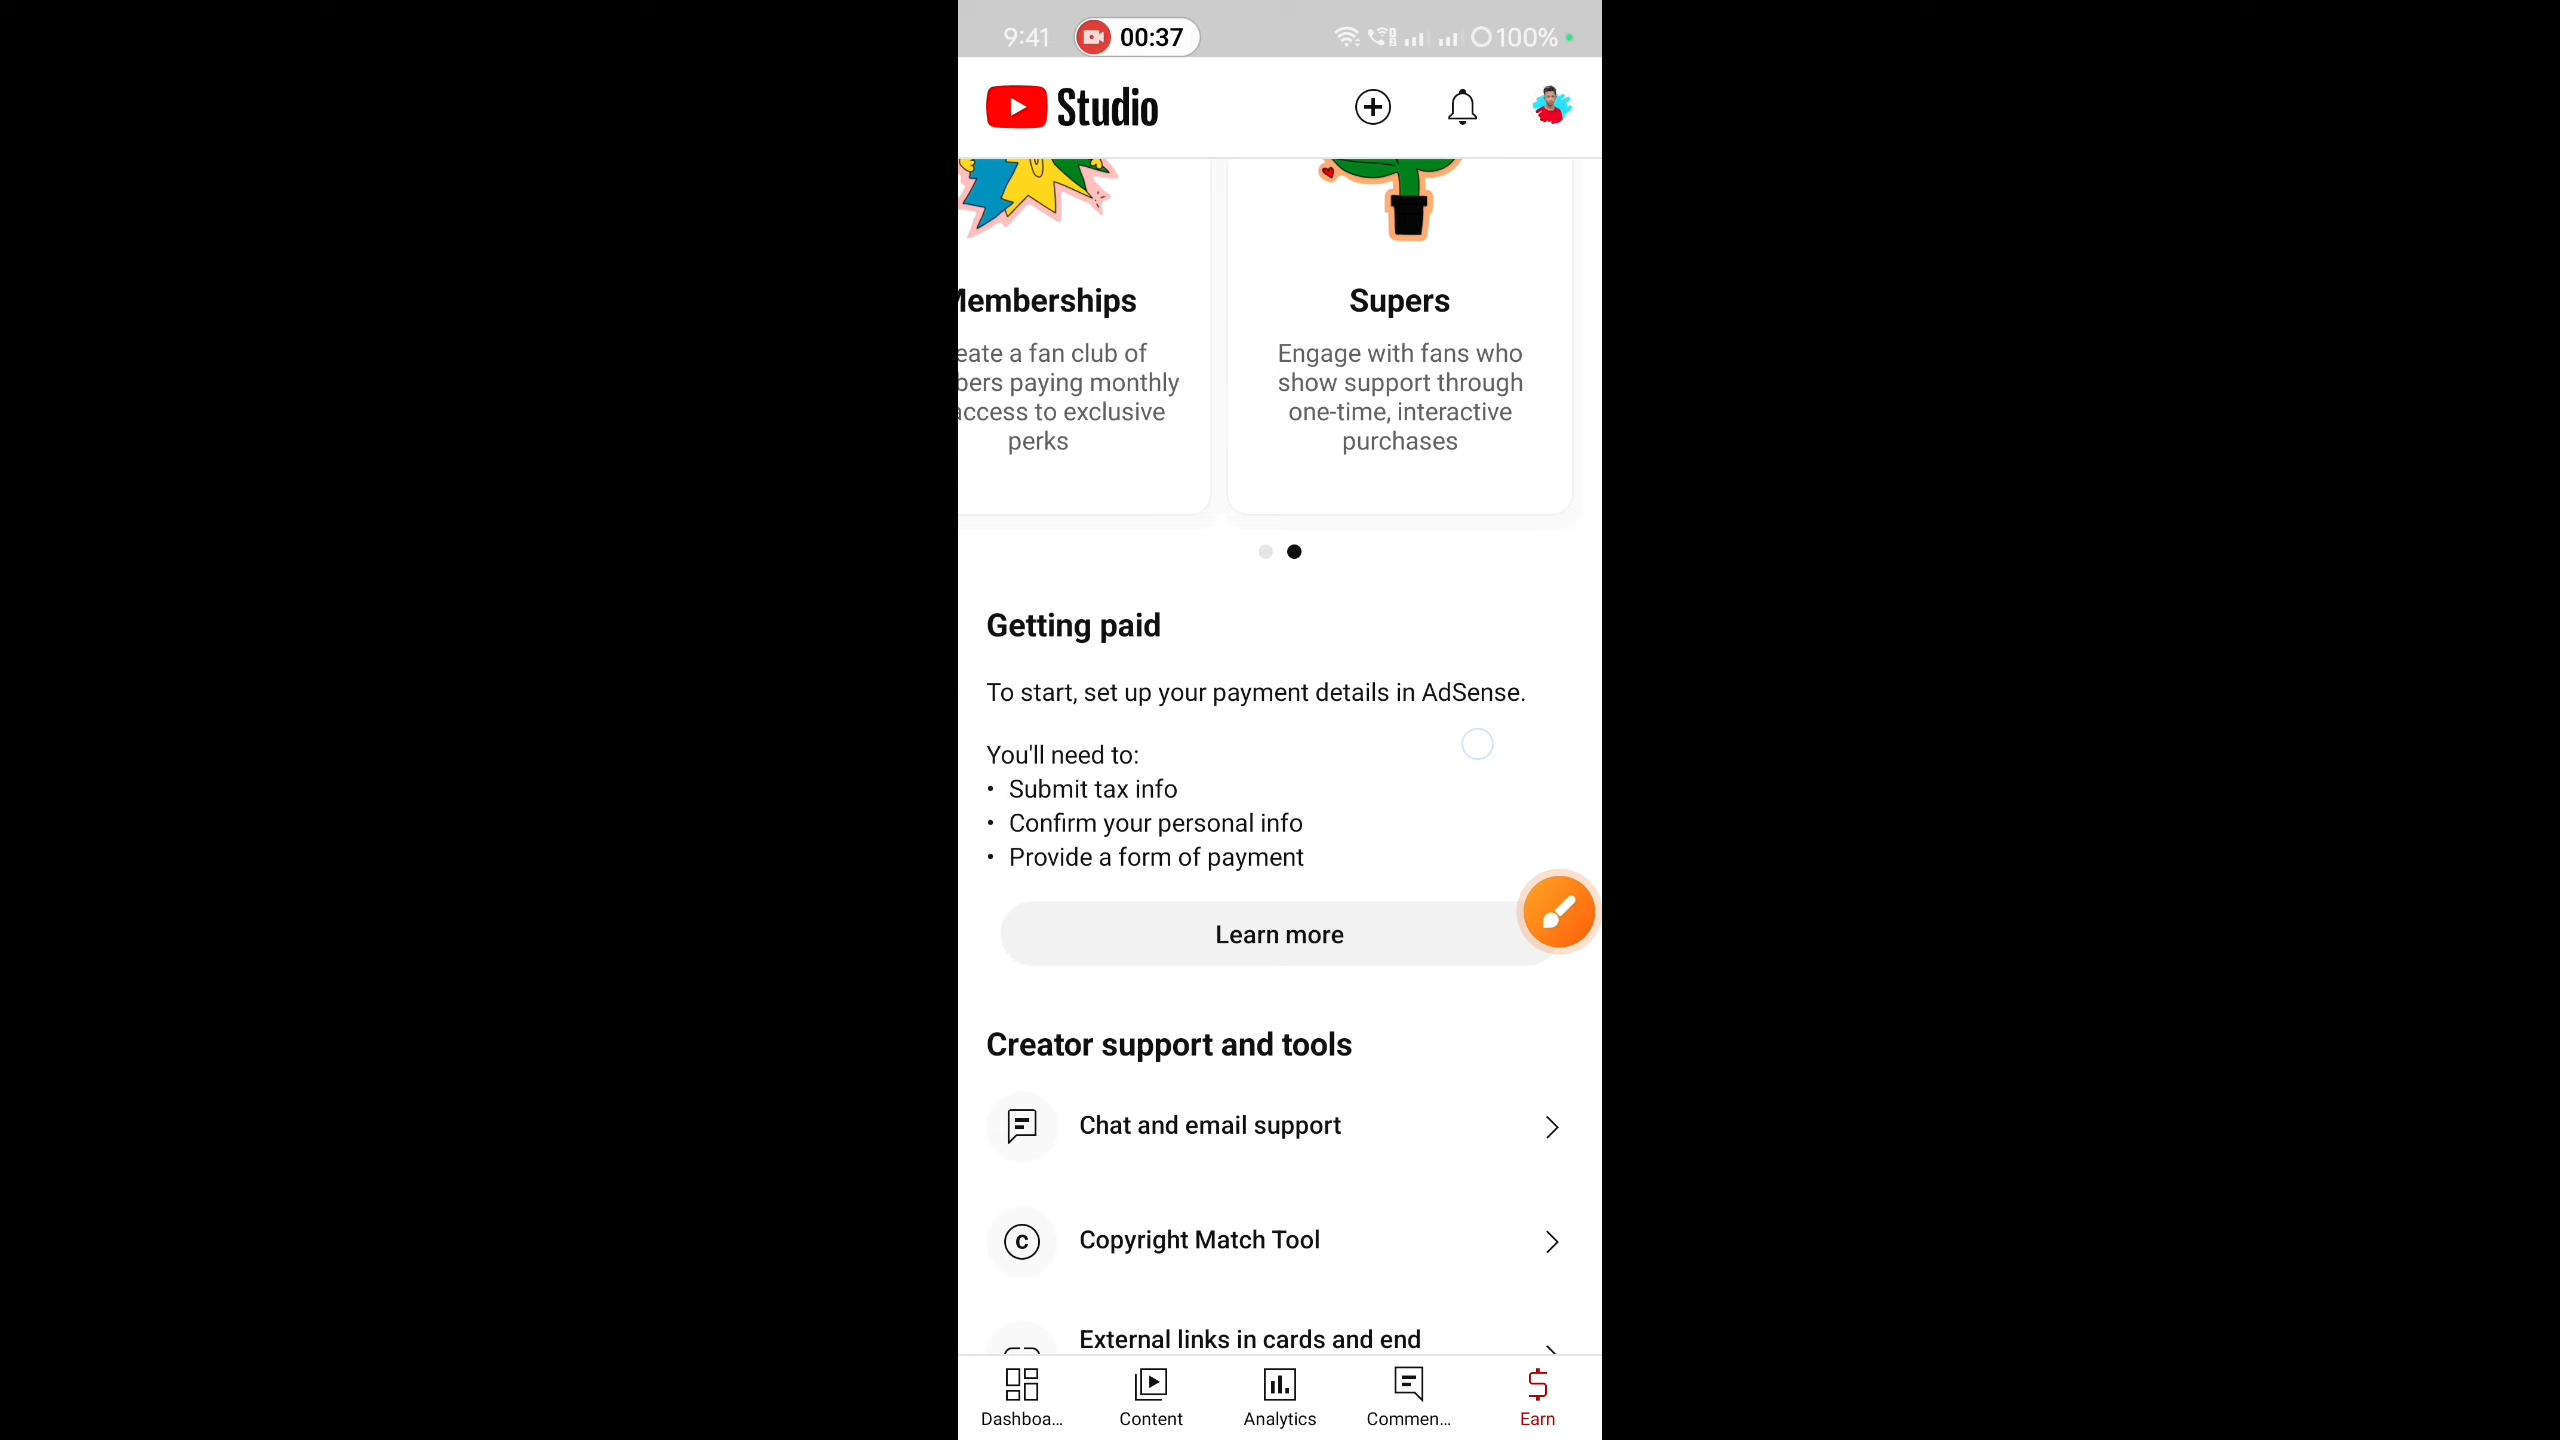 9:41 00:37 100%
Studio
Memberships
eate a fan club of
bers paying monthly
access to exclusive
perks
Supers
Engage with fans who
show support through
one-time, interactive
purchases
Getting paid
To start, set up your payment details in AdSense.
You'll need to:
• Submit tax info
• Confirm your personal info
• Provide a form of payment
Learn more
Creator support and tools
Chat and email support
Copyright Match Tool
External links in cards and end
Dashboa... Content Analytics Commen... Earn